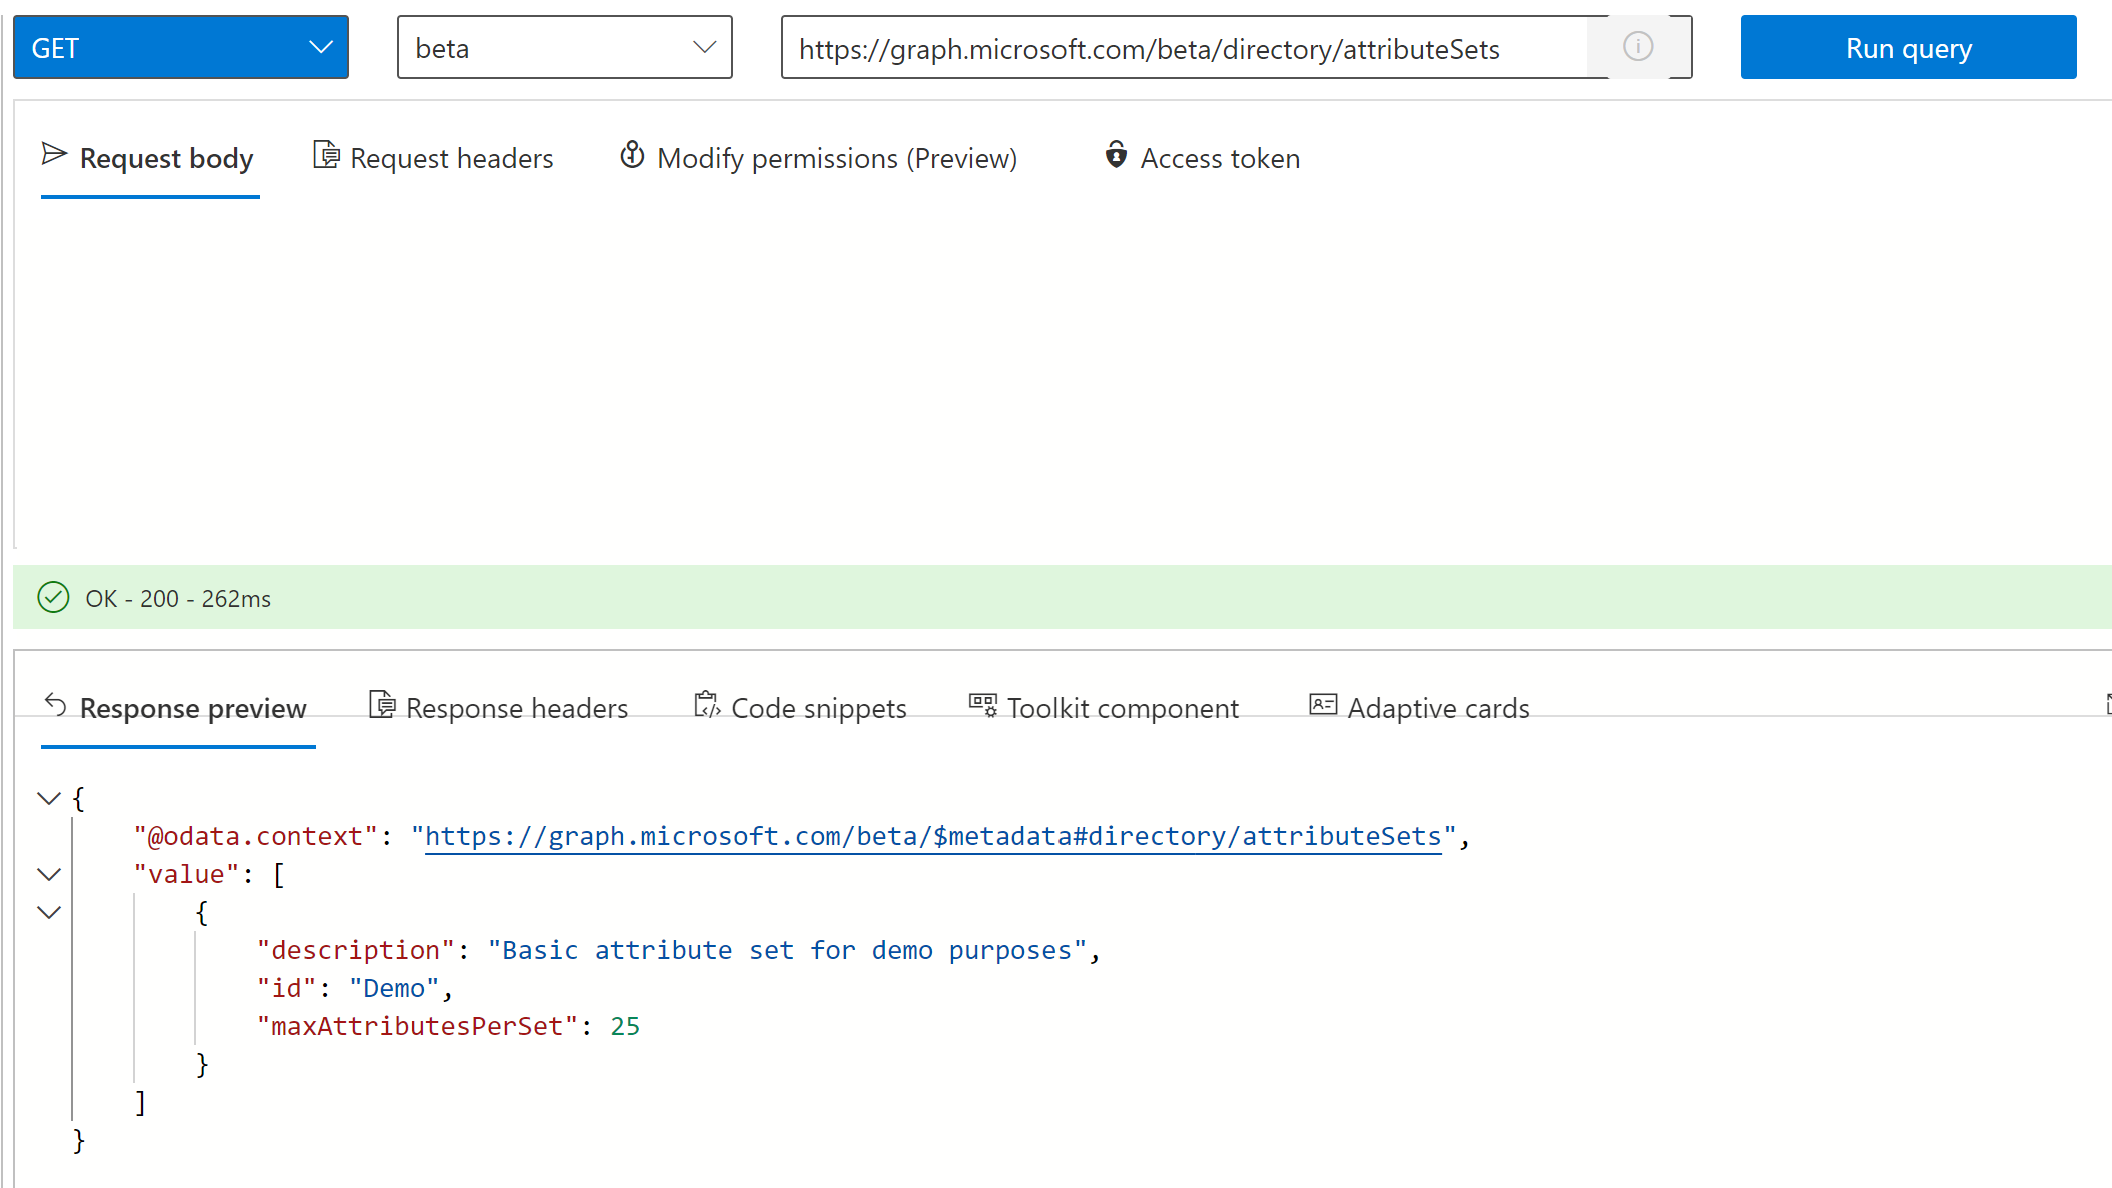 GET beta https://graph.microsoft.com/beta/directory/attributeSets Run query
Request body Request headers Modify permissions (Preview) Access token
OK - 200 - 262ms
Response preview Response headers Code snippets Toolkit component Adaptive cards
{
"@odata.context": "https://graph.microsoft.com/beta/$metadata#directory/attributeSets",
"value": [
{
"description": "Basic attribute set for demo purposes",
"id": "Demo",
"maxAttributesPerSet": 25
}
]
}